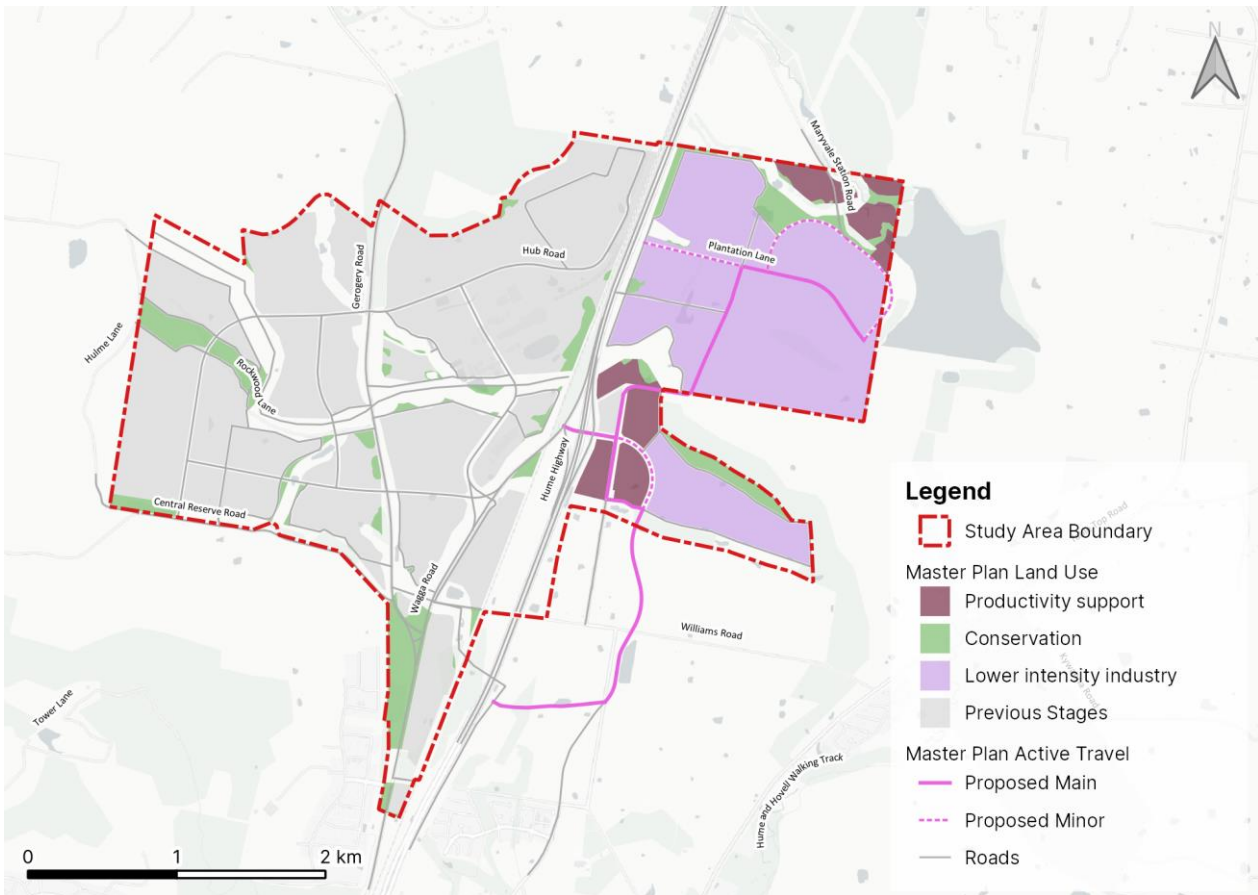 N
Maryvale Station Road
Plantation Lane
Hub Road
Gerogery Road
Hulme Lane
Rockwood Lane
Hume Highway
Central Reserve Road
Wagga Road
Williams Road
Tower Lane
Hume and Hovell Walking Track
Legend
Study Area Boundary
Top Road
Master Plan Land Use
Productivity support
Conservation
Lower intensity industry
Previous Stages
Master Plan Active Travel
Proposed Main
Proposed Minor
Roads
0 1 2 km